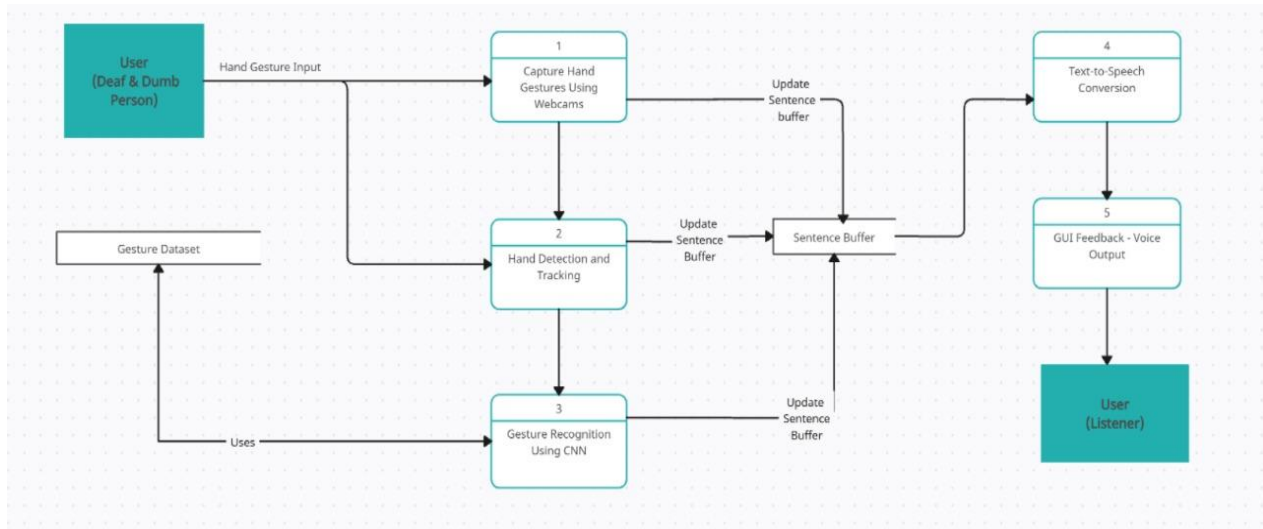 User
(Deaf & Dumb
Person)
Hand Gesture Input
1
Capture Hand
Gestures Using
Webcams
Update
Sentence
buffer
4
Text-to-Speech
Conversion
Gesture Dataset
2
Hand Detection and
Tracking
Update
Sentence
Buffer
Sentence Buffer
5
GUI Feedback - Voice
Output
Uses
3
Gesture Recognition
Using CNN
Update
Sentence
Buffer
User
(Listener)